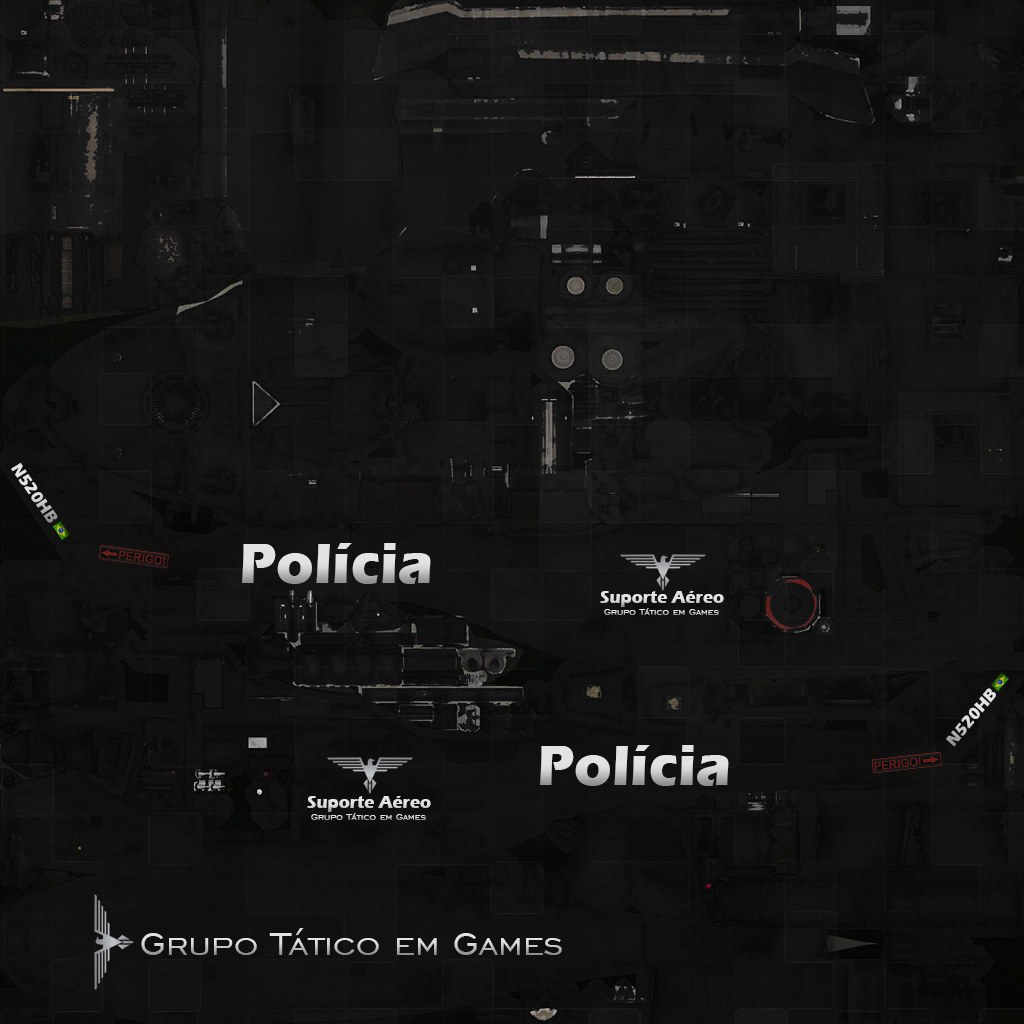 N520HB
PERIGO!
Polícia
Suporte Aéreo
Grupo Tático em Games
N520HB
Polícia
PERIGO!
Suporte Aéreo
Grupo Tático em Games
Grupo Tático em Games